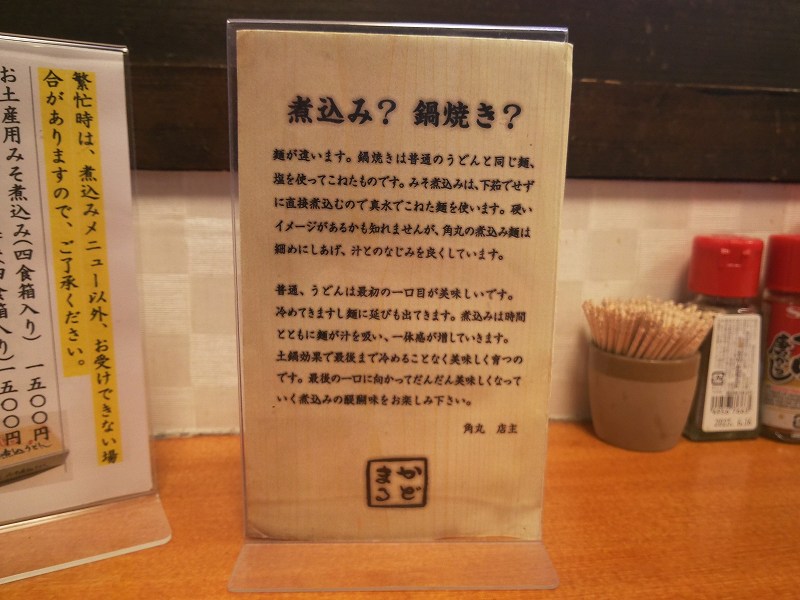 煮込み？ 鍋焼き？
麺が違います。鍋焼きは普通のうどんと同じ麺、
塩を使ってこねたものです。みそ煮込みは、下茹でせず
に直接煮込むので真水でこねた麺を使います。硬い
イメージがあるかも知れませんが、角丸の煮込み麺は
細めにしあげ、汁とのなじみを良くしています。
普通、うどんは最初の一口目が美味しいです。
冷めてきますし麺に延びも出てきます。煮込みは時間
とともに麺が汁を吸い、一体感が増していきます。
土鍋効果で最後まで冷めることなく美味しく育つの
です。最後の一口に向かってだんだん美味しくなって
いく煮込みの醍醐味をお楽しみ下さい。
角丸 店主
かど
まる
繁忙時は、煮込みメニュー以外、お受けできない場
合がありますので、ご了承ください。
お土産用みそ煮込み(四食箱入り) 一五〇〇円
一五〇〇円